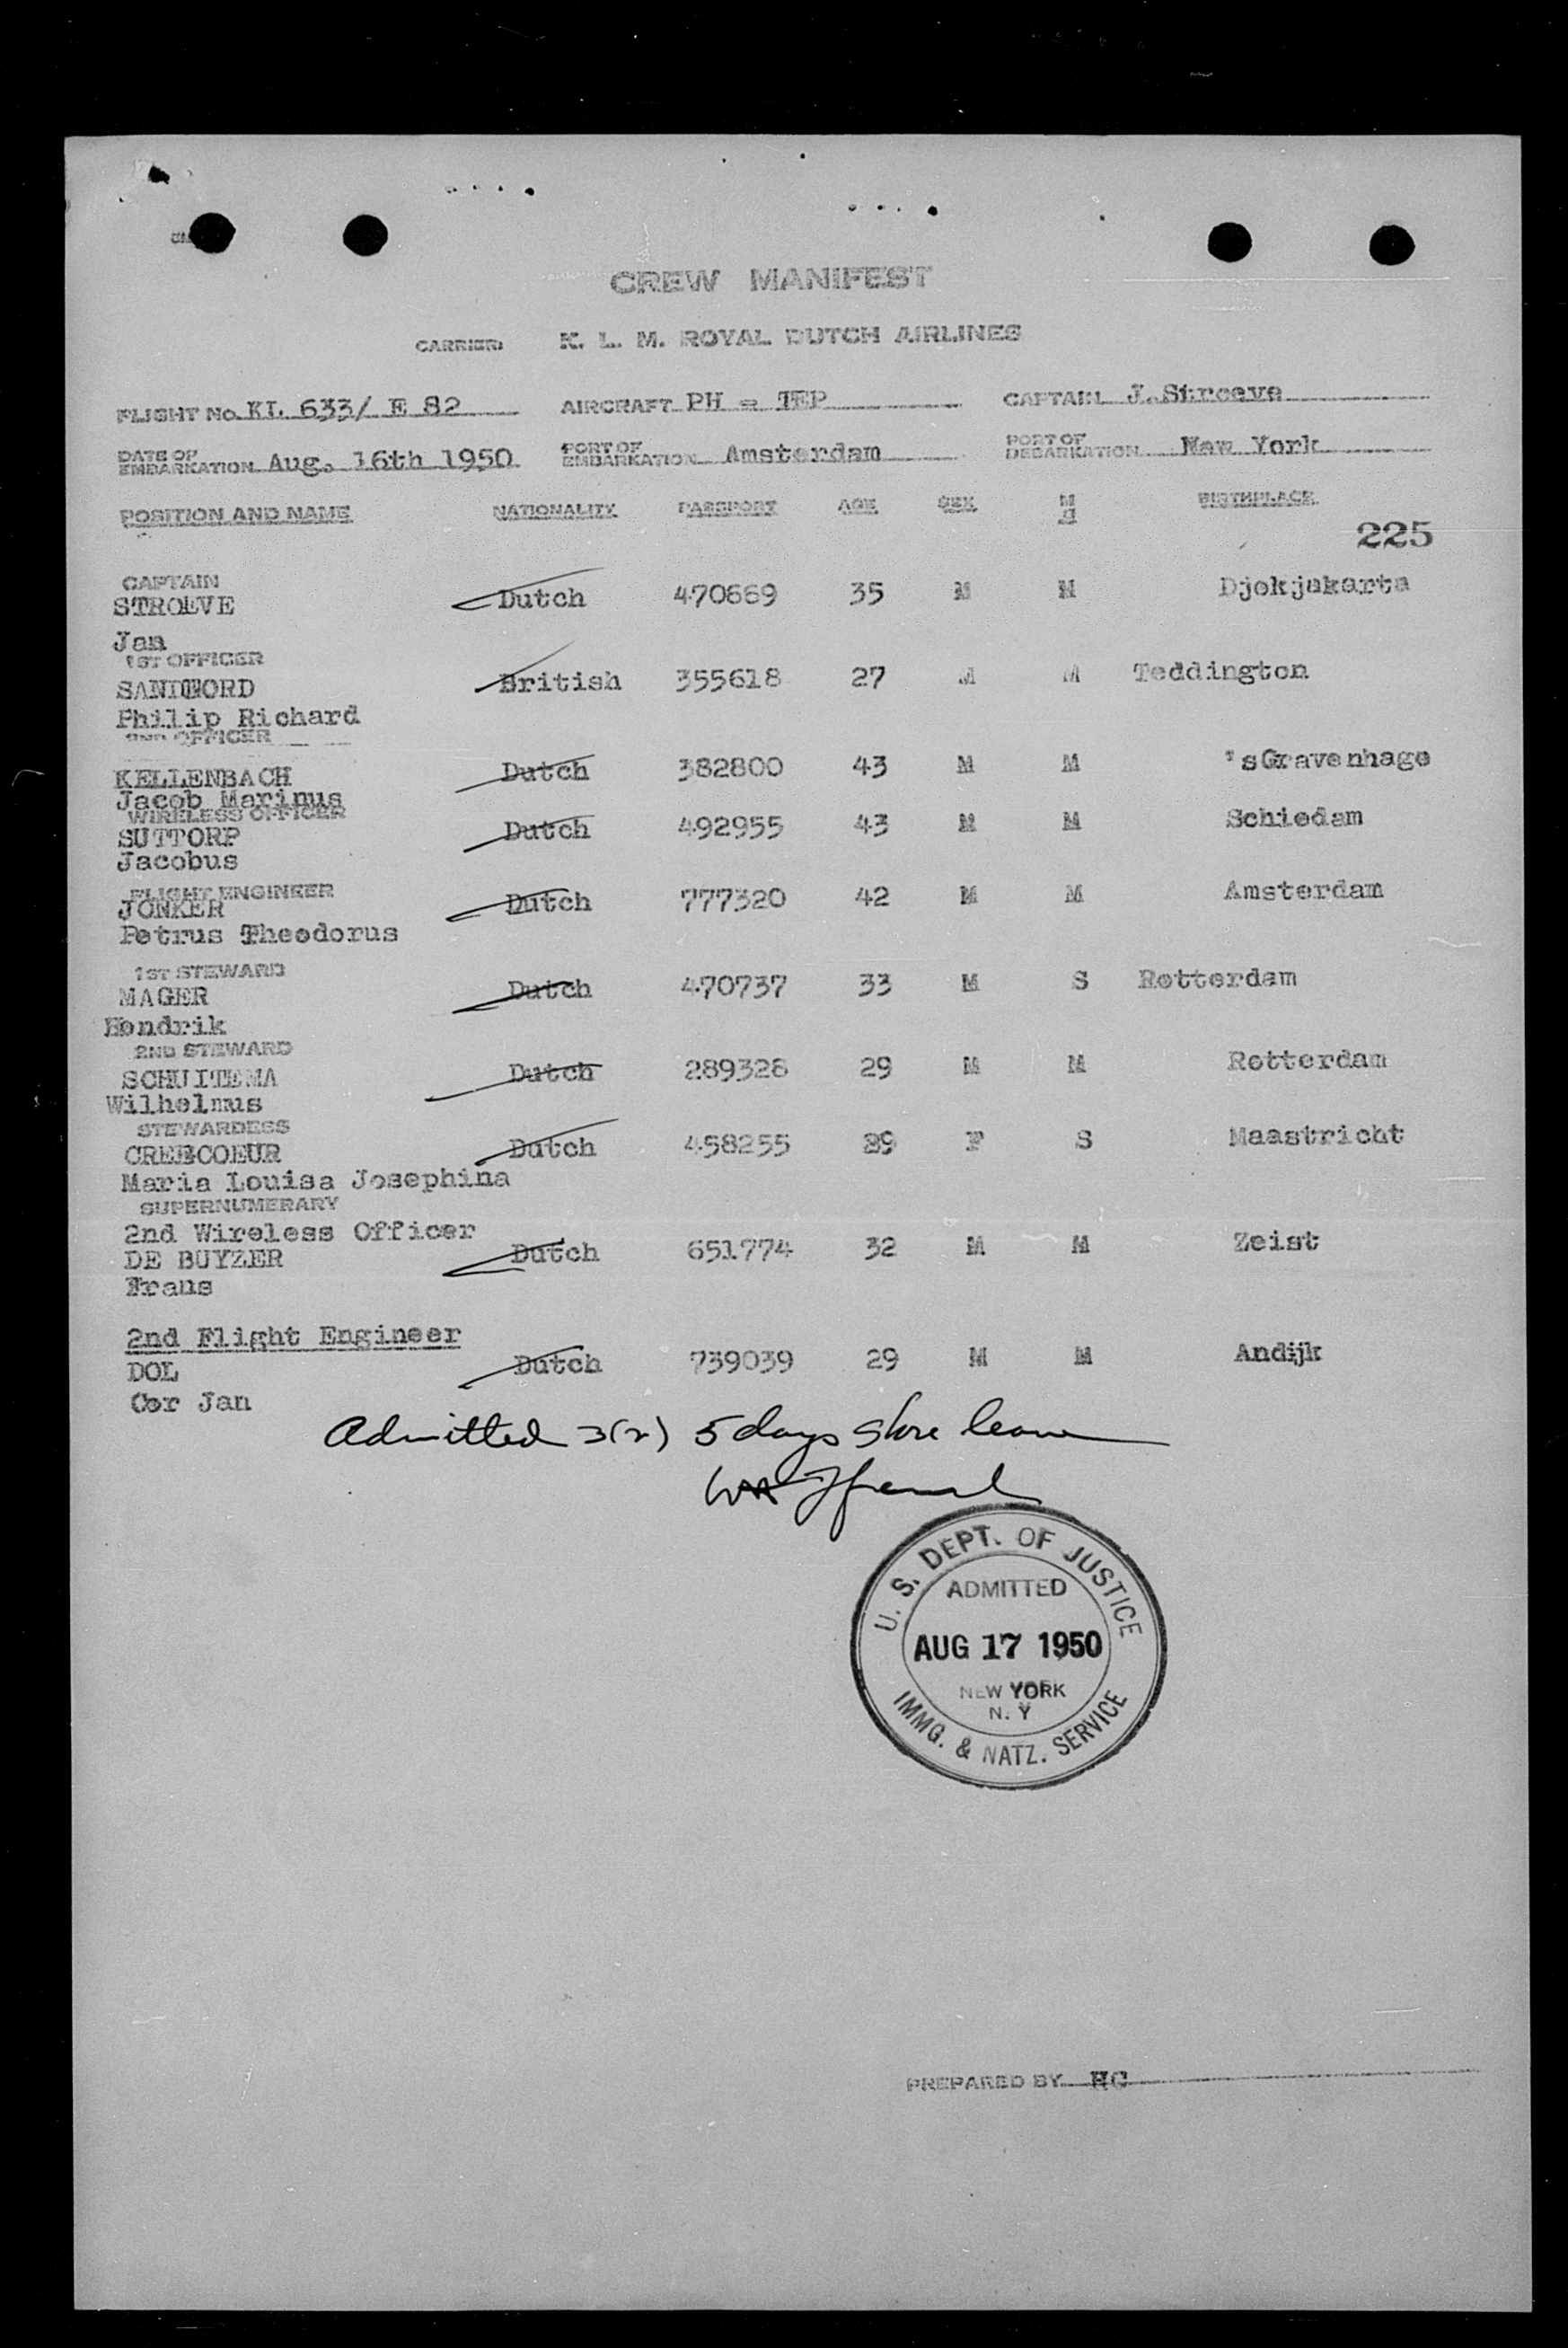 CREW MANIFEST
CARRIER: K. L. M. ROYAL DUTCH AIRLINES
FLIGHT No. KL 633/ E 82 AIRCRAFT PH = TEP CAPTAIN J. Stroeve
DATE OF EMBARKATION Aug. 16th 1950 PORT OF EMBARKATION Amsterdam PORT OF DEBARKATION New York
POSITION AND NAME NATIONALITY PASSPORT AGE SEX M BIRTHPLACE
225
CAPTAIN
STROEVE Dutch 470669 35 M M Djokjakarta
Jan
1ST OFFICER
British 355618 27 M M Teddington
Philip Richard
2ND OFFICER
KELLENBACH Dutch 382800 43 M M 'sGravenhage
Jacob Marinus
WIRELESS OFFICER
SUTTORP Dutch 492955 43 M M Schiedam
Jacobus
FLIGHT ENGINEER
JONKER Dutch 777320 42 M M Amsterdam
Petrus Theodorus
1ST STEWARD
MAGER Dutch 470737 33 M S Rotterdam
Hendrik
2ND STEWARD
SCHUITEMA Dutch 289328 29 M M Rotterdam
Wilhelmus
STEWARDESS
Dutch 458255 F S Maastricht
Maria Louisa Josephina
SUPERNUMERARY
2nd Wireless Officer
DE BUYZER Dutch 651774 32 M M Zeist
Frans
2nd Flight Engineer
DOL Dutch 739039 29 M M Andijk
Cor Jan
Admitted 3(2) 5 days shore leave
U. S. DEPT. OF JUSTICE
ADMITTED
AUG 17 1950
NEW YORK
N. Y
IMMG. & NATZ. SERVICE
PREPARED BY HC